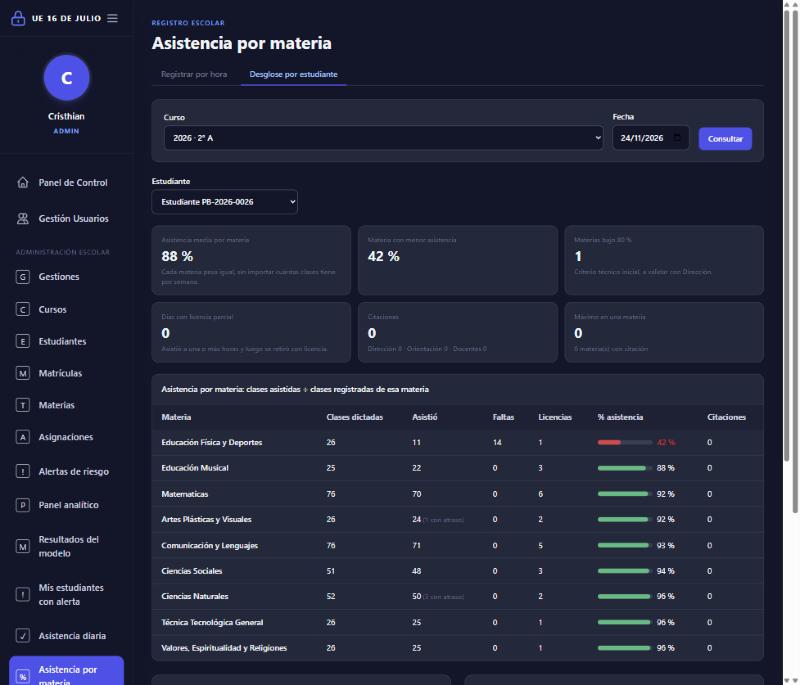 UE 16 DE JULIO
C
Cristhian
ADMIN
Panel de Control
Gestión Usuarios
ADMINISTRACIÓN ESCOLAR
G Gestiones
C Cursos
E Estudiantes
M Matrículas
T Materias
A Asignaciones
! Alertas de riesgo
P Panel analítico
M Resultados del
modelo
! Mis estudiantes
con alerta
✓ Asistencia diaria
% Asistencia por
materia
REGISTRO ESCOLAR
Asistencia por materia
Registrar por hora Desglose por estudiante
Curso
2026 · 2° A
Fecha
24/11/2026
Consultar
Estudiante
Estudiante PB-2026-0026
Asistencia media por materia
88 %
Cada materia pesa igual, sin importar cuántas clases tiene
por semana.
Materia con menor asistencia
42 %
Materias bajo 80 %
1
Criterio técnico inicial, a validar con Dirección.
Días con licencia parcial
0
Asistió a una o más horas y luego se retiró con licencia.
Citaciones
0
Dirección 0 · Orientación 0 · Docentes 0
Máximo en una materia
0
0 materia(s) con citación
Asistencia por materia: clases asistidas ÷ clases registradas de esa materia
Materia Clases dictadas Asistió Faltas Licencias % asistencia Citaciones
Educación Física y Deportes 26 11 14 1 42 % 0
Educación Musical 25 22 0 3 88 % 0
Matematicas 76 70 0 6 92 % 0
Artes Plásticas y Visuales 26 24 (1 con atraso) 0 2 92 % 0
Comunicación y Lenguajes 76 71 0 5 93 % 0
Ciencias Sociales 51 48 0 3 94 % 0
Ciencias Naturales 52 50 (3 con atraso) 0 2 96 % 0
Técnica Tecnológica General 26 25 0 1 96 % 0
Valores, Espiritualidad y Religiones 26 25 0 1 96 % 0